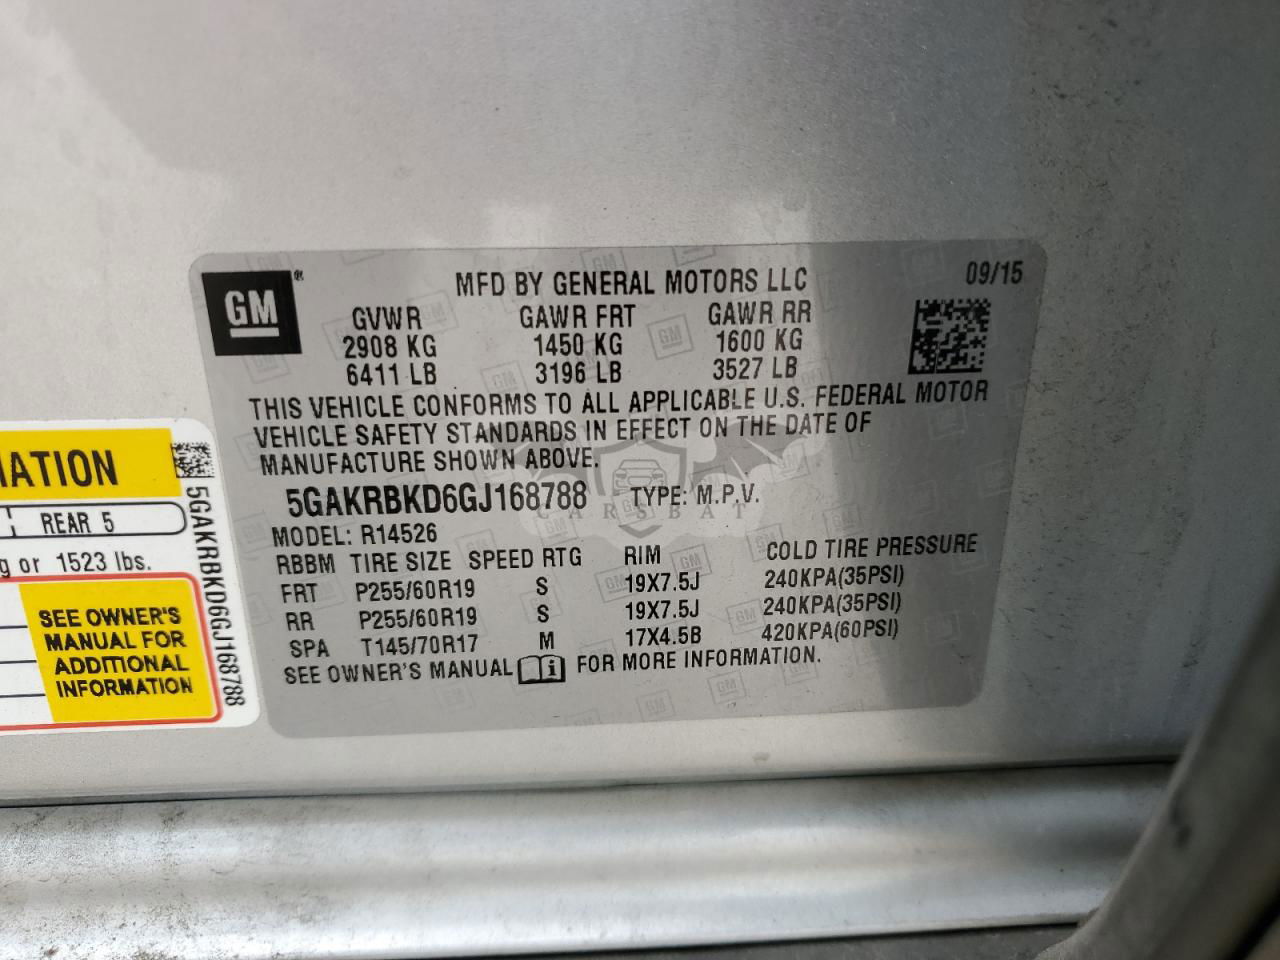 GM ®
MFD BY GENERAL MOTORS LLC 09/15
GVWR GAWR FRT GAWR RR
2908 KG 1450 KG 1600 KG
6411 LB 3196 LB 3527 LB
THIS VEHICLE CONFORMS TO ALL APPLICABLE U.S. FEDERAL MOTOR
VEHICLE SAFETY STANDARDS IN EFFECT ON THE DATE OF
MANUFACTURE SHOWN ABOVE.
5GAKRBKD6GJ168788 TYPE: M.P.V.
CARSBAT
MODEL: R14526
RBBM TIRE SIZE SPEED RTG RIM COLD TIRE PRESSURE
FRT P255/60R19 S 19X7.5J 240KPA(35PSI)
RR P255/60R19 S 19X7.5J 240KPA(35PSI)
SPA T145/70R17 M 17X4.5B 420KPA(60PSI)
SEE OWNER'S MANUAL FOR MORE INFORMATION.
REAR 5
or 1523 lbs.
SEE OWNER'S
MANUAL FOR
ADDITIONAL
INFORMATION
5GAKRBKD6GJ168788